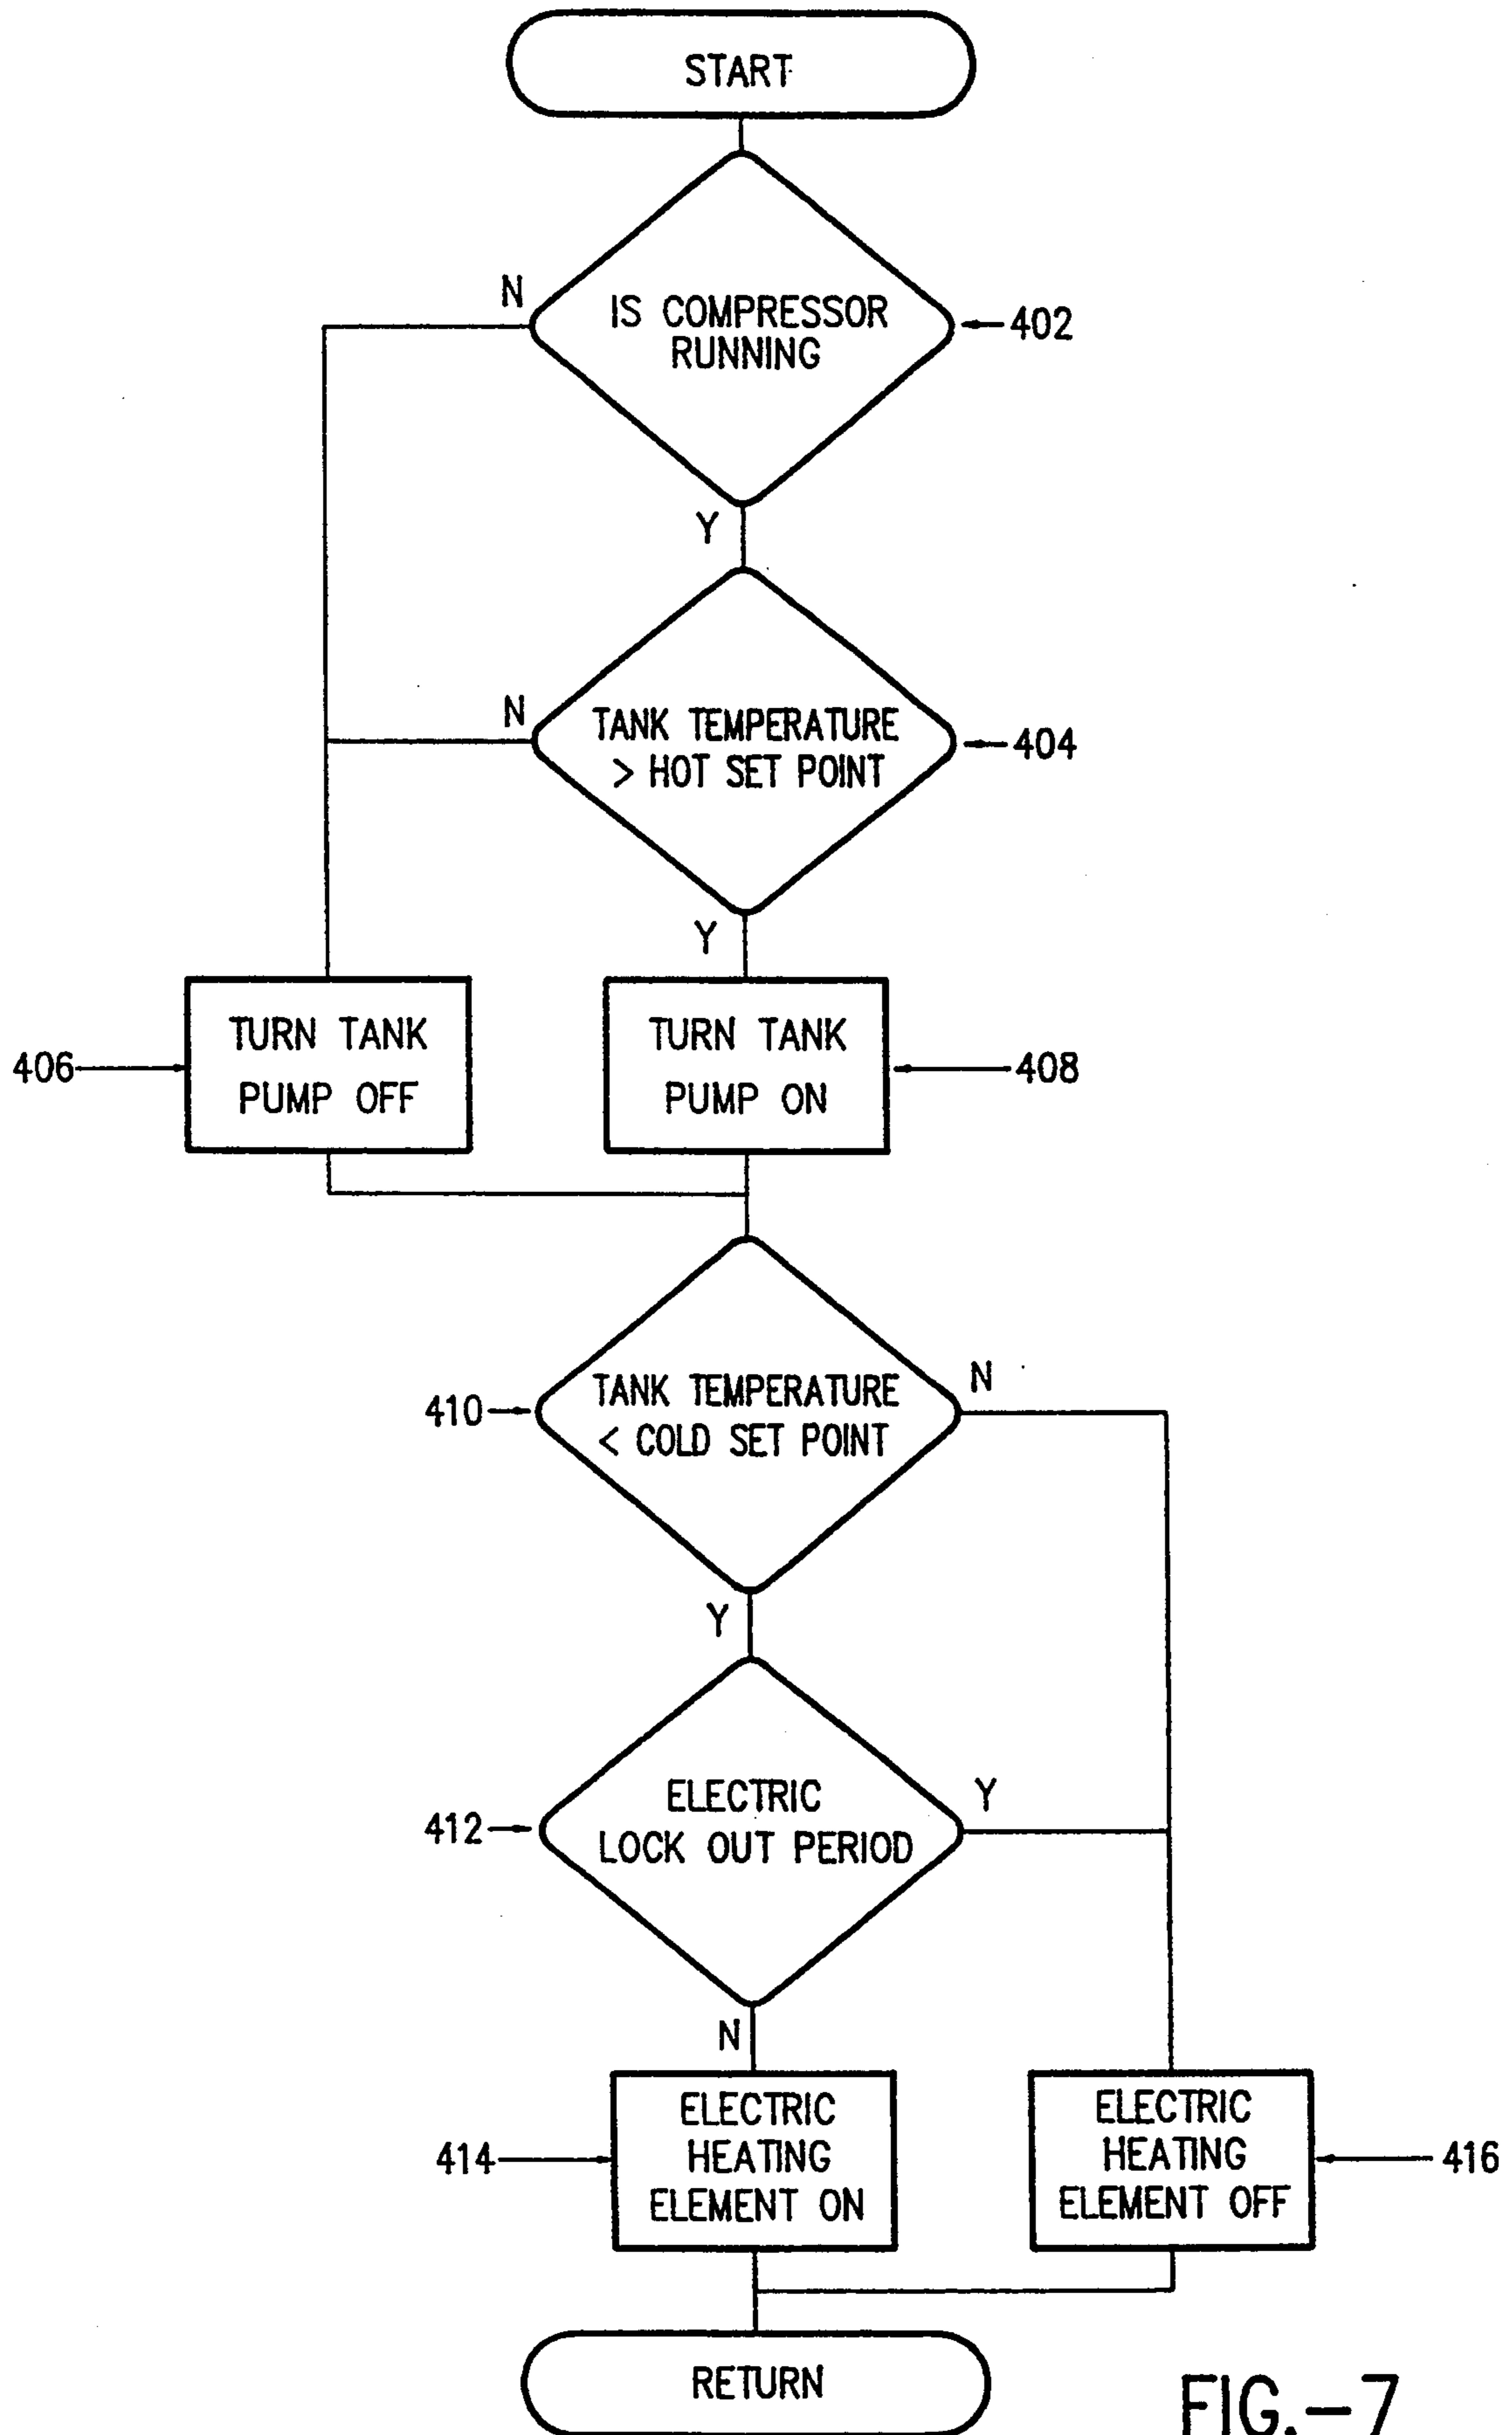 START
N
IS COMPRESSOR
RUNNING
402
Y
N
TANK TEMPERATURE
> HOT SET POINT
404
Y
406
TURN TANK
PUMP OFF
TURN TANK
PUMP ON
408
410
TANK TEMPERATURE
< COLD SET POINT
N
Y
412
ELECTRIC
LOCK OUT PERIOD
Y
N
414
ELECTRIC
HEATING
ELEMENT ON
ELECTRIC
HEATING
ELEMENT OFF
416
RETURN
FIG.-7